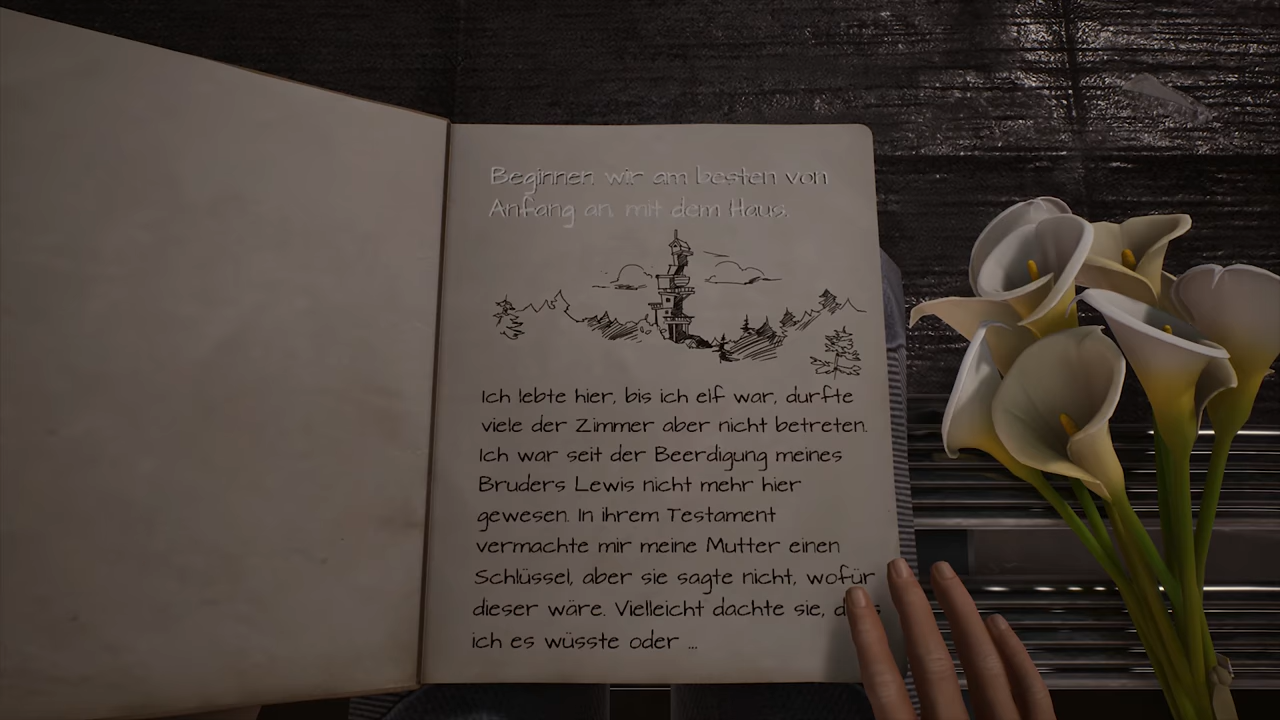 Beginnen wir am besten von
Anfang an, mit dem Haus.
Ich lebte hier, bis ich elf war, durfte
viele der Zimmer aber nicht betreten.
Ich war seit der Beerdigung meines
Bruders Lewis nicht mehr hier
gewesen. In ihrem Testament
vermachte mir meine Mutter einen
Schlüssel, aber sie sagte nicht, wofür
dieser wäre. Vielleicht dachte sie,
ich es wüsste oder ...